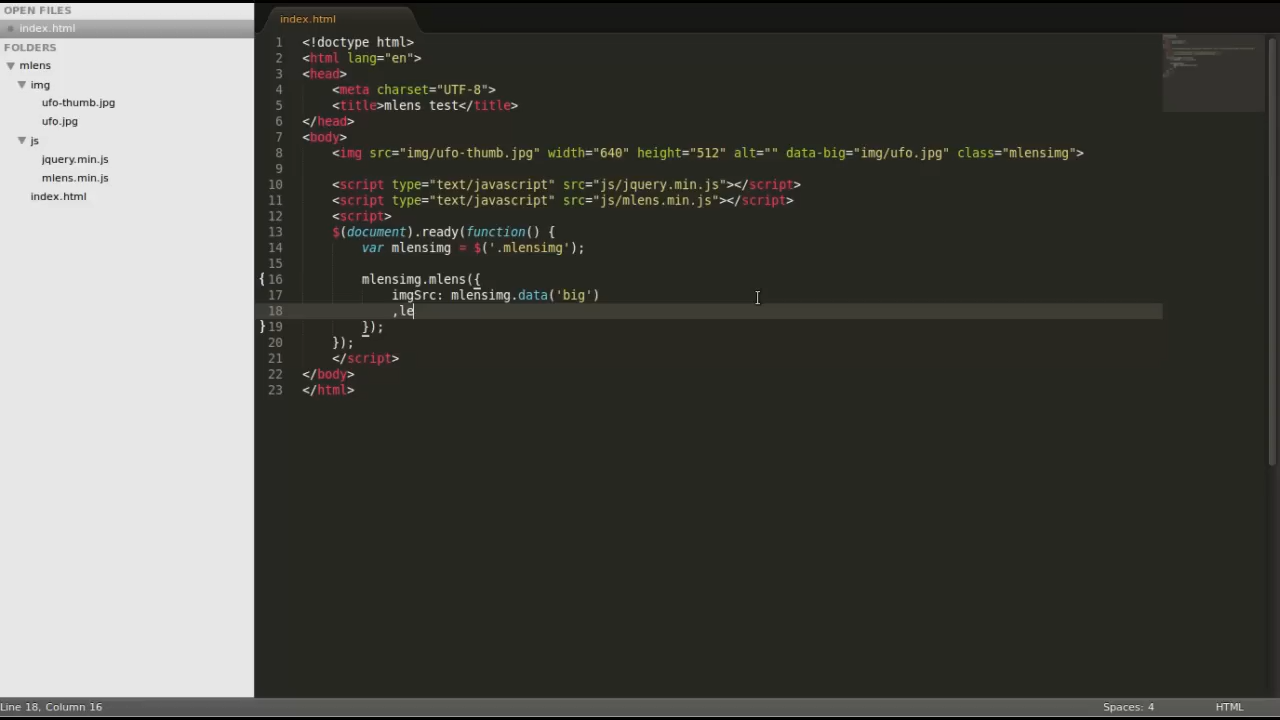 OPEN FILES
index.html
FOLDERS
mlens
img
ufo-thumb.jpg
ufo.jpg
js
jquery.min.js
mlens.min.js
index.html
index.html
1 <!doctype html>
2 <html lang="en">
3 <head>
4     <meta charset="UTF-8">
5     <title>mlens test</title>
6 </head>
7 <body>
8     <img src="img/ufo-thumb.jpg" width="640" height="512" alt="" data-big="img/ufo.jpg" class="mlensimg">
9
10     <script type="text/javascript" src="js/jquery.min.js"></script>
11     <script type="text/javascript" src="js/mlens.min.js"></script>
12     <script>
13     $(document).ready(function() {
14         var mlensimg = $('.mlensimg');
15
{ 16         mlensimg.mlens({
17             imgSrc: mlensimg.data('big')
18             ,le
} 19         });
20     });
21     </script>
22 </body>
23 </html>
Line 18, Column 16
Spaces: 4
HTML